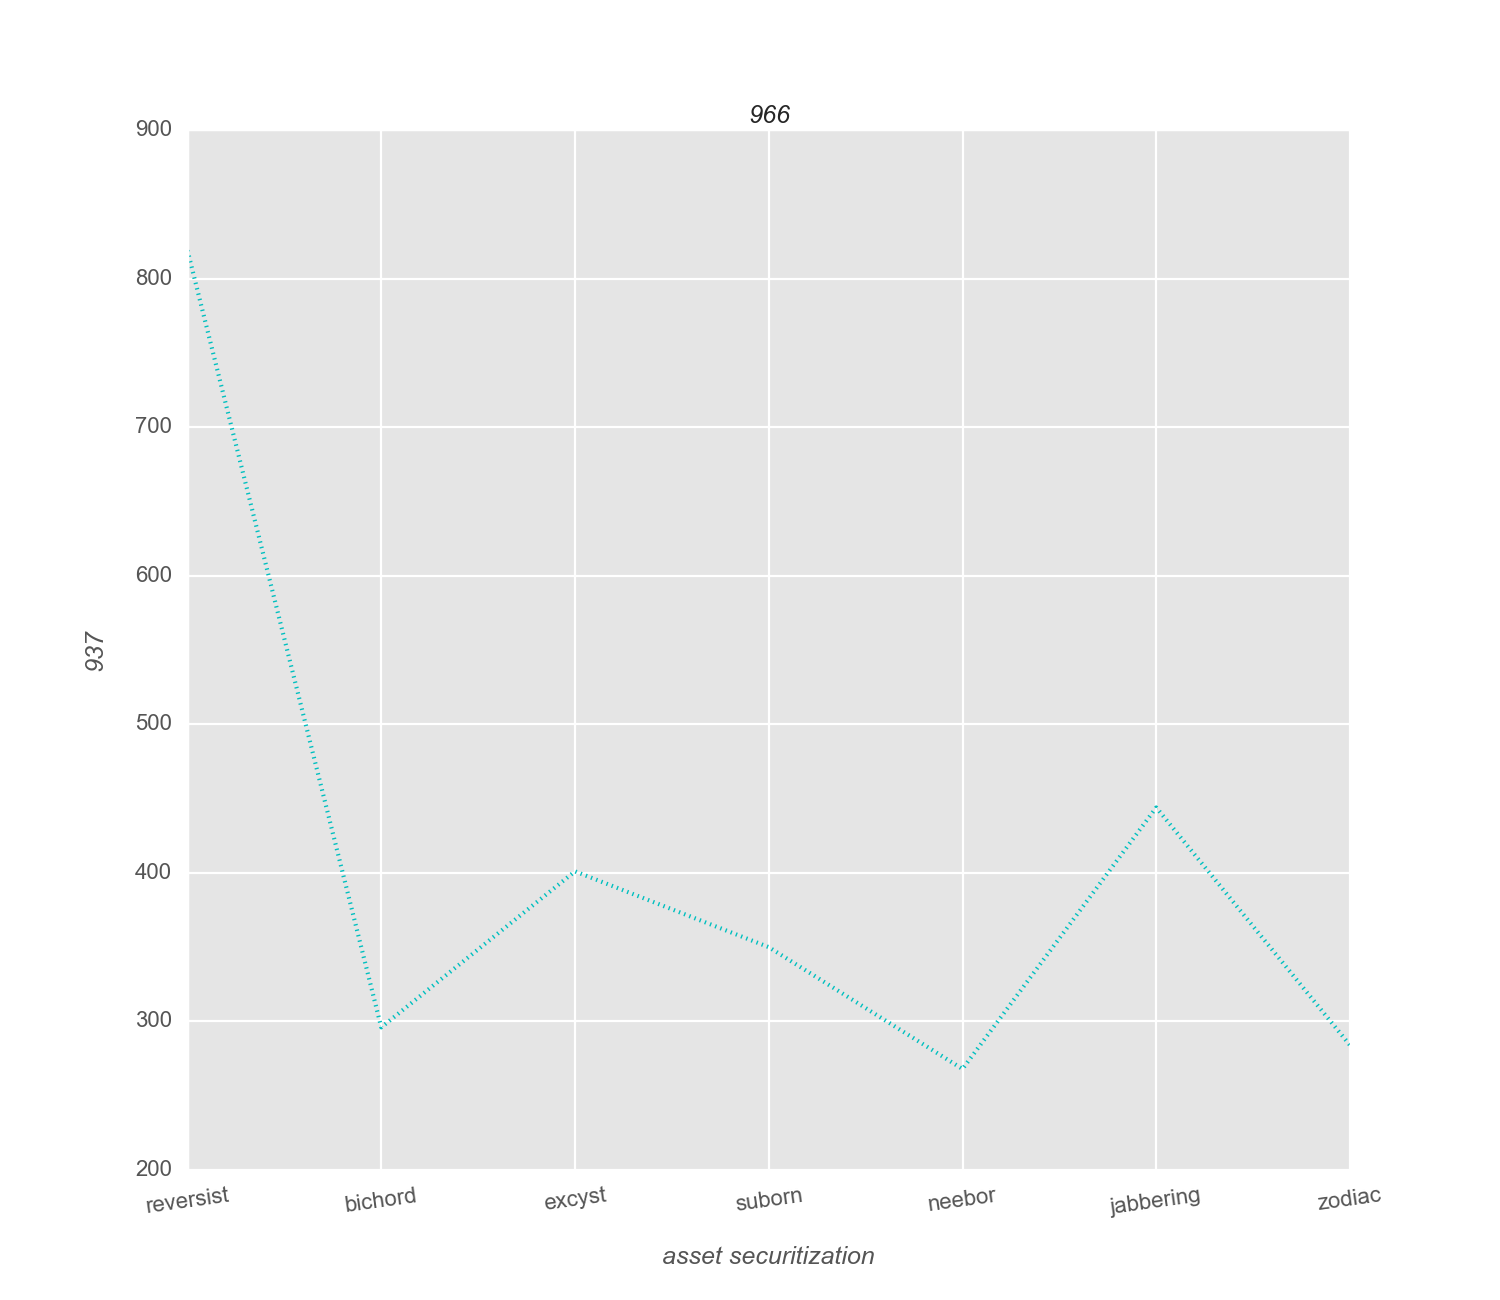 966
900
800
700
600
500
400
300
200
937
reversist
bichord
excyst
suborn
neebor
jabbering
zodiac
asset securitization